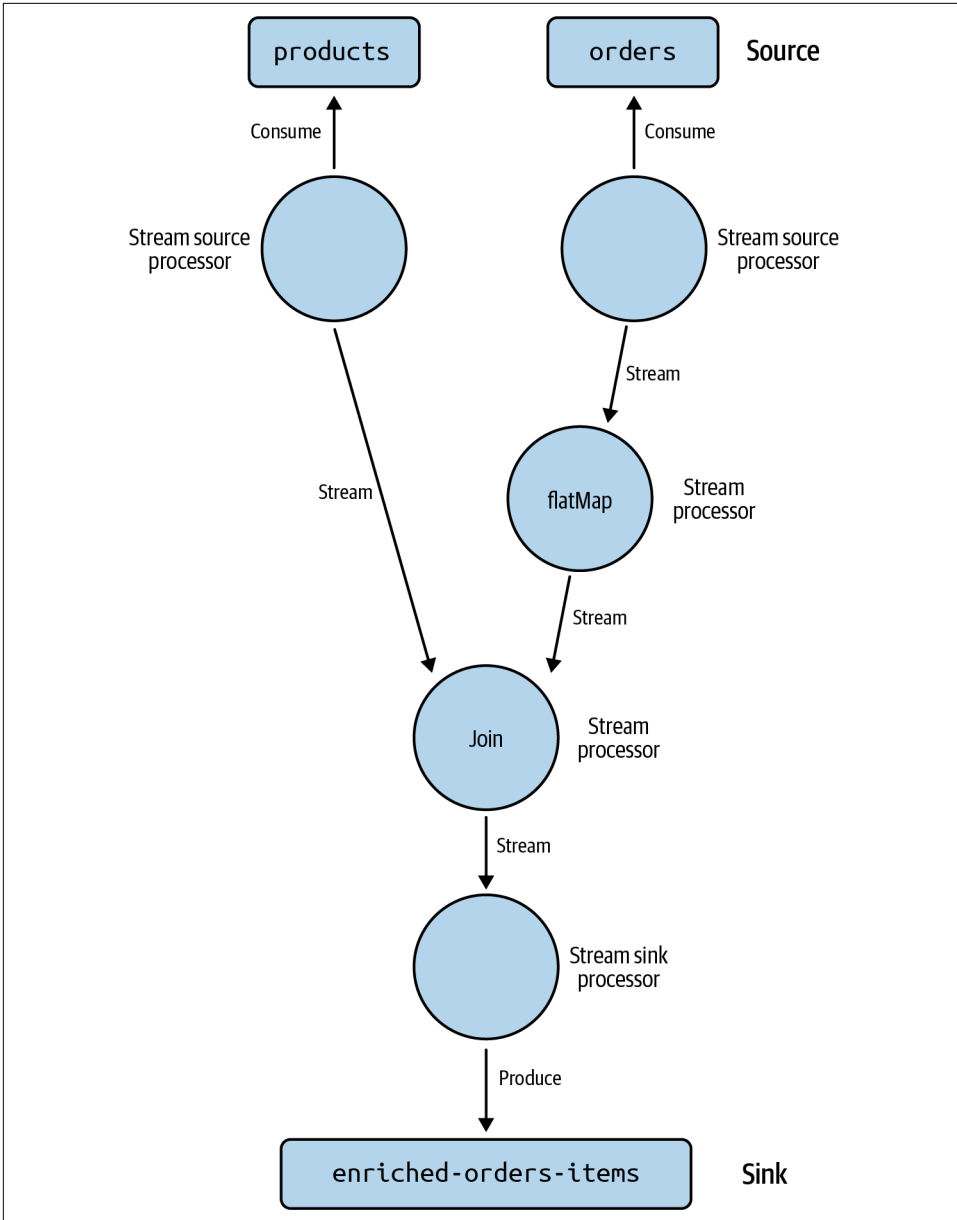 products
orders
Source
Consume
Consume
Stream source
processor
Stream source
processor
Stream
Stream
flatMap
Stream
processor
Stream
Join
Stream
processor
Stream
Stream sink
processor
Produce
enriched-orders-items
Sink